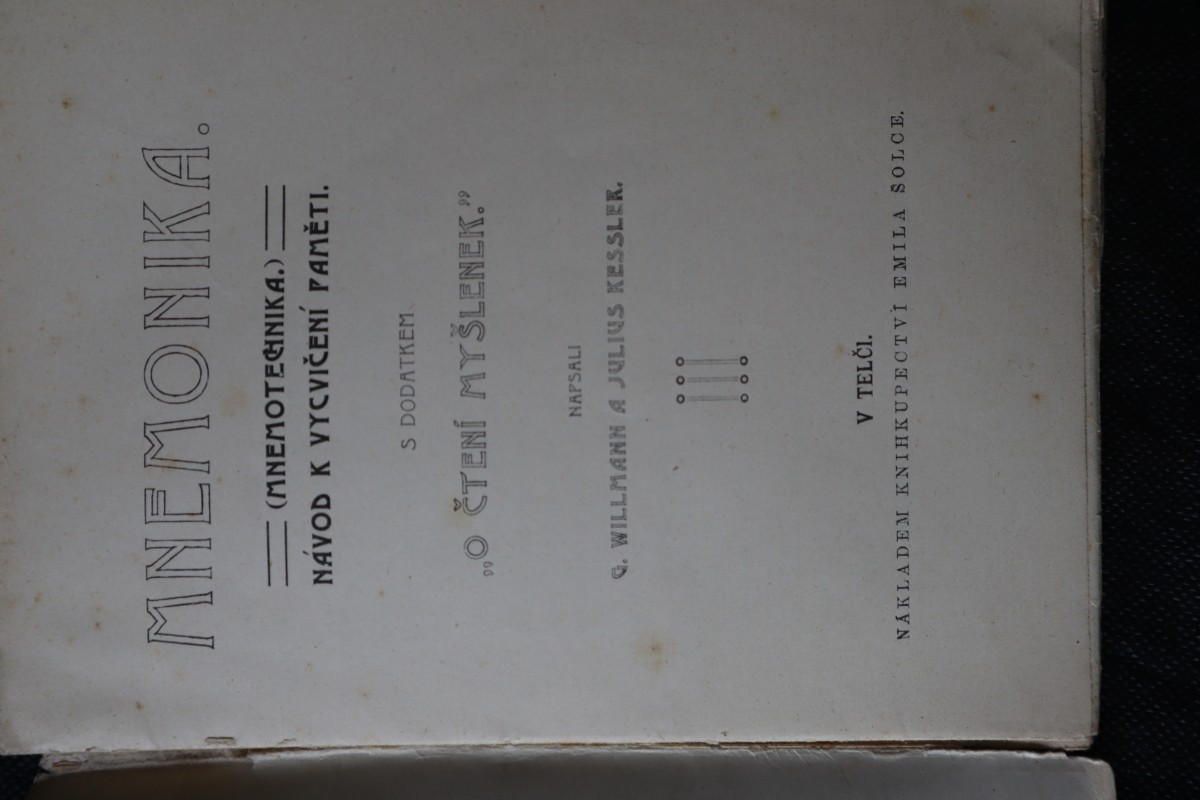 MNEMONIKA.
(MNEMOTECHNIKA.)
NÁVOD K VYCVIČENÍ PAMĚTI.
S DODATKEM
„O ČTENÍ MYŠLENEK.”
NAPSALI
G. WILLMANN A JULIUS KESSLER.
V TELČI.
NÁKLADEM KNIHKUPECTVÍ EMILA ŠOLCE.